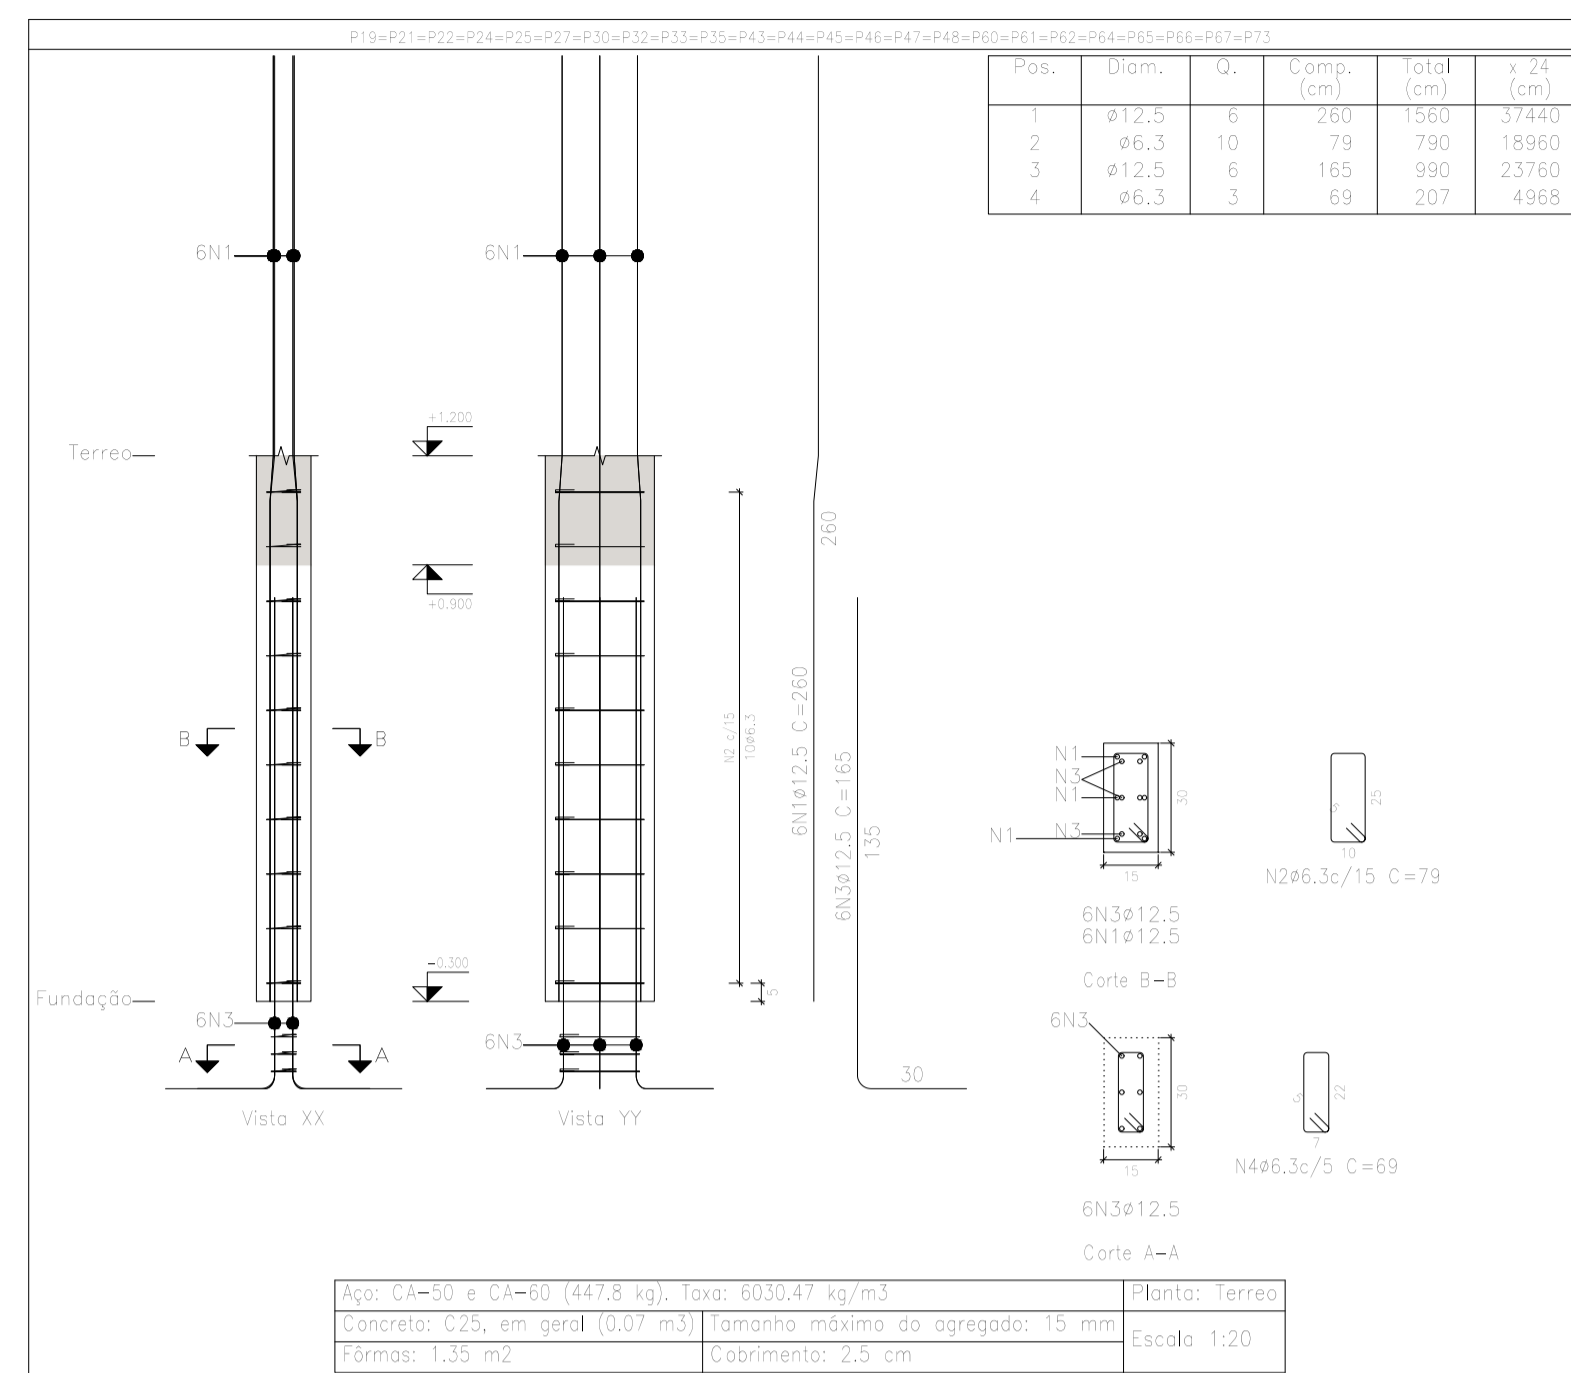 P19=P21=P22=P24=P25=P27=P30=P32=P33=P35=P43=P44=P45=P46=P47=P48=P60=P61=P62=P64=P65=P66=P67=P73
Pos. Diam. Q. Comp. (cm) Total (cm) x 24 (cm)
1 ø12.5 6 260 1560 37440
2 ø6.3 10 79 790 18960
3 ø12.5 6 165 990 23760
4 ø6.3 3 69 207 4968
6N1
6N1
+1.200
Terreo
260
+0.900
6N1ø12.5 C=260
N2 c/15
10ø6.3
B B
6N3ø12.5 C=165
135
N1
N3
N1
N3
N1
30
15
6N3ø12.5
6N1ø12.5
Corte B-B
5
25
10
N2ø6.3c/15 C=79
-0.300
Fundação
5
6N3
6N3
A A
30
Vista XX
Vista YY
6N3
30
15
6N3ø12.5
Corte A-A
5
22
7
N4ø6.3c/5 C=69
Aço: CA-50 e CA-60 (447.8 kg). Taxa: 6030.47 kg/m3
Planta: Terreo
Concreto: C25, em geral (0.07 m3)
Tamanho máximo do agregado: 15 mm
Escala 1:20
Fôrmas: 1.35 m2
Cobrimento: 2.5 cm